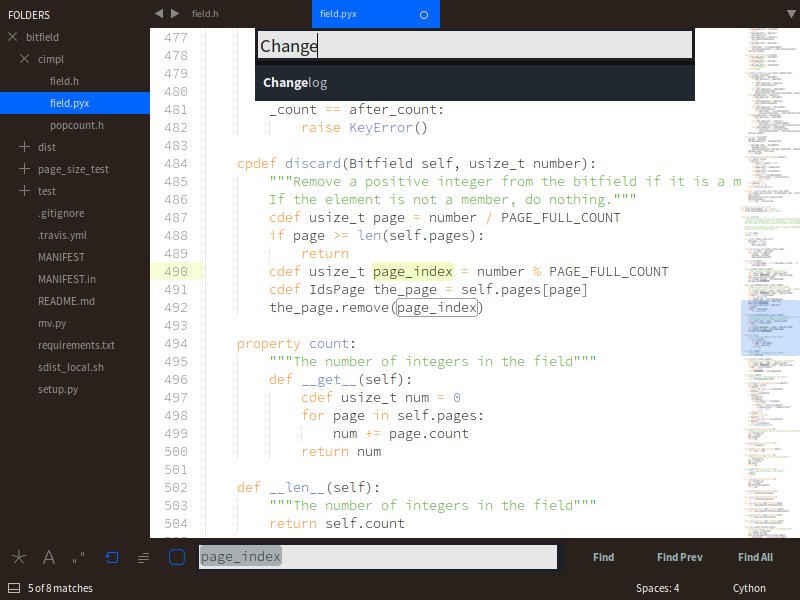 FOLDERS
bitfield
cimpl
field.h
field.pyx
popcount.h
dist
page_size_test
test
.gitignore
.travis.yml
MANIFEST
MANIFEST.in
README.md
mv.py
requirements.txt
sdist_local.sh
setup.py
field.h
field.pyx
Change
Changelog
477
478
479
480
481 _count == after_count:
482 raise KeyError()
483
484 cpdef discard(Bitfield self, usize_t number):
485 """Remove a positive integer from the bitfield if it is a m
486 If the element is not a member, do nothing."""
487 cdef usize_t page = number / PAGE_FULL_COUNT
488 if page >= len(self.pages):
489 return
490 cdef usize_t page_index = number % PAGE_FULL_COUNT
491 cdef IdsPage the_page = self.pages[page]
492 the_page.remove(page_index)
493
494 property count:
495 """The number of integers in the field"""
496 def __get__(self):
497 cdef usize_t num = 0
498 for page in self.pages:
499 num += page.count
500 return num
501
502 def __len__(self):
503 """The number of integers in the field"""
504 return self.count
A
page_index
Find
Find Prev
Find All
5 of 8 matches
Spaces: 4
Cython